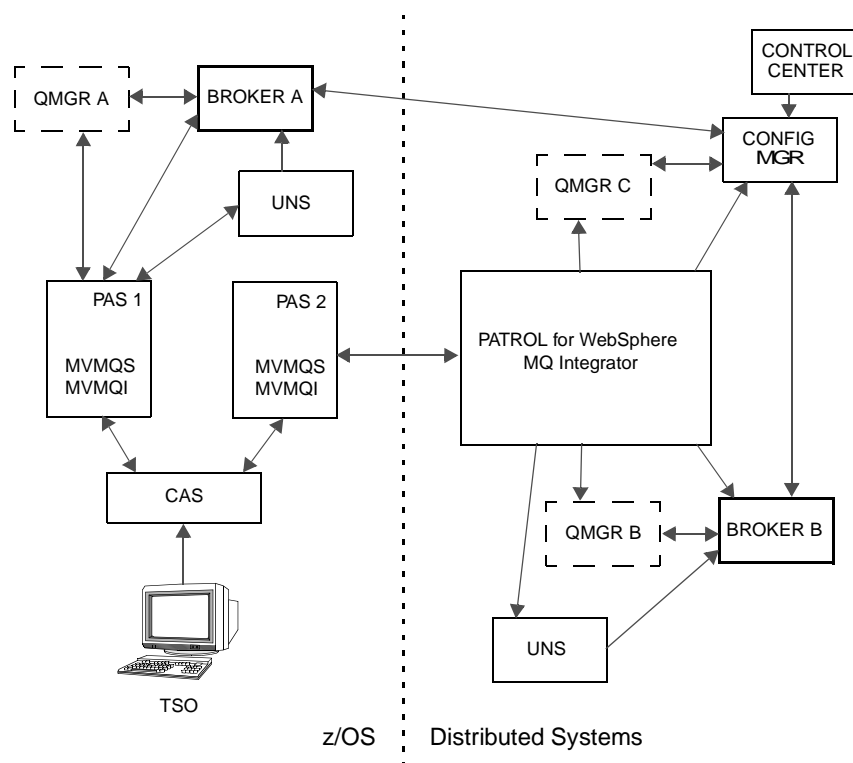 CONTROL
CENTER
QMGR A
BROKER A
CONFIG
MGR
QMGR C
UNS
PAS 1
MVMQS
MVMQI
PAS 2
MVMQS
MVMQI
PATROL for WebSphere
MQ Integrator
CAS
QMGR B
BROKER B
UNS
TSO
z/OS
Distributed Systems